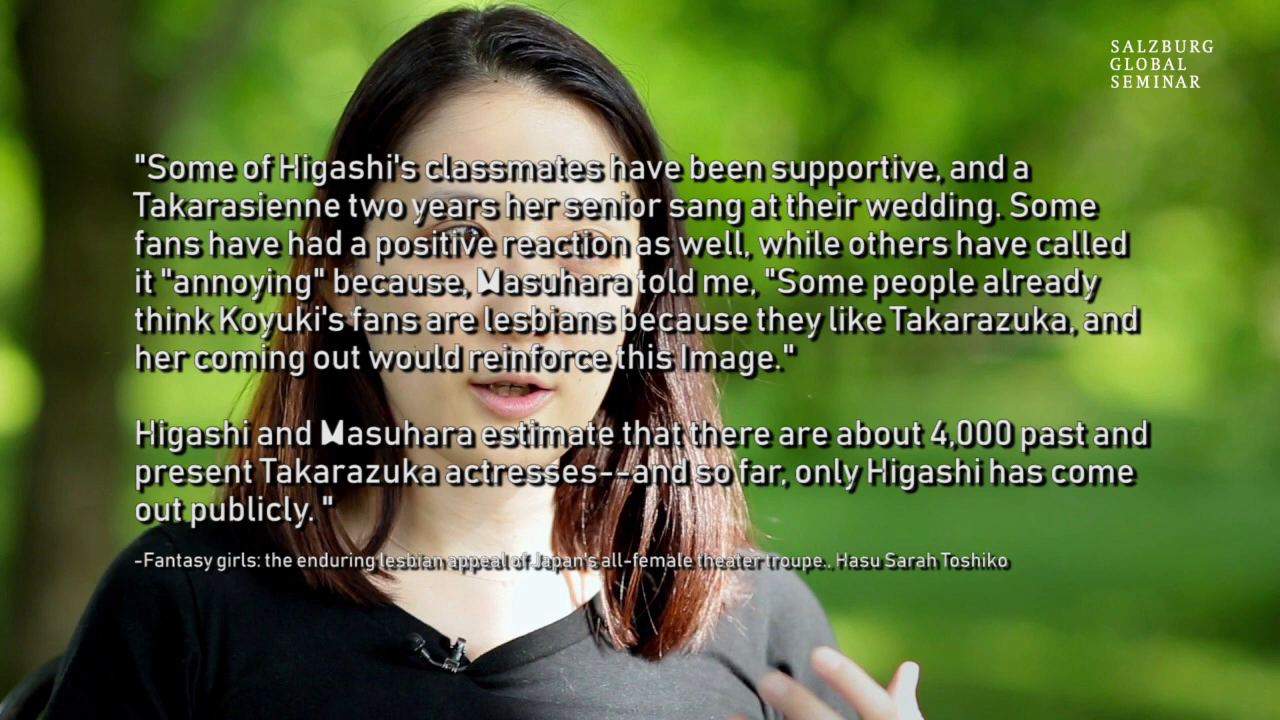 SALZBURG
GLOBAL
SEMINAR
"Some of Higashi's classmates have been supportive, and a
Takarasienne two years her senior sang at their wedding. Some
fans have had a positive reaction as well, while others have called
it "annoying" because, Masuhara told me, "Some people already
think Koyuki's fans are lesbians because they like Takarazuka, and
her coming out would reinforce this Image."
Higashi and Masuhara estimate that there are about 4,000 past and
present Takarazuka actresses--and so far, only Higashi has come
out publicly. "
-Fantasy girls: the enduring lesbian appeal of Japan's all-female theater troupe., Hasu Sarah Toshiko